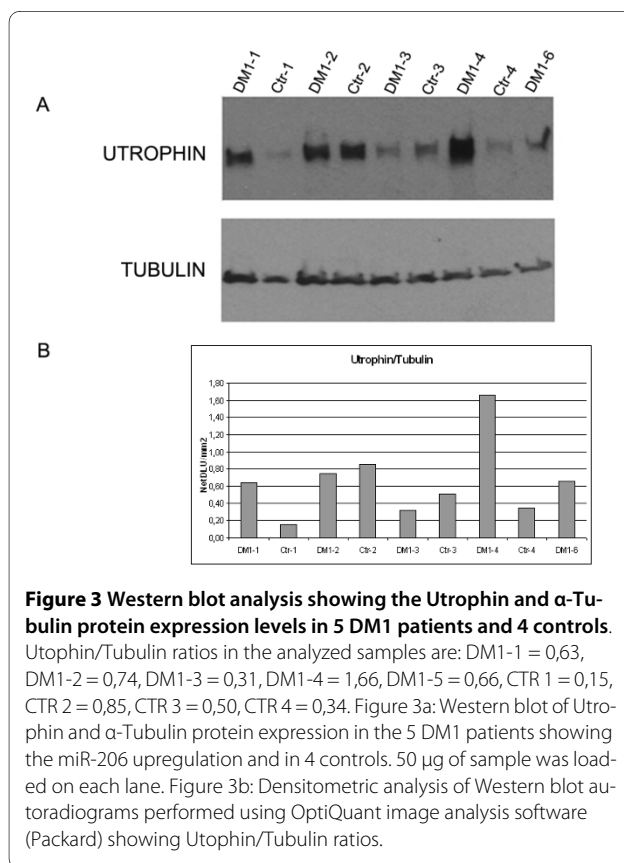 DM1-1 Ctr-1 DM1-2 Ctr-2 DM1-3 Ctr-3 DM1-4 Ctr-4 DM1-6
A
UTROPHIN
TUBULIN
B
Utrophin/Tubulin
NetDLU/mm2
1,80
1,60
1,40
1,20
1,00
0,80
0,60
0,40
0,20
0,00
DM1-1 Ctr-1 DM1-2 Ctr-2 DM1-3 Ctr-3 DM1-4 Ctr-4 DM1-6
Figure 3 Western blot analysis showing the Utrophin and α-Tu-
bulin protein expression levels in 5 DM1 patients and 4 controls.
Utophin/Tubulin ratios in the analyzed samples are: DM1-1 = 0,63,
DM1-2 = 0,74, DM1-3 = 0,31, DM1-4 = 1,66, DM1-5 = 0,66, CTR 1 = 0,15,
CTR 2 = 0,85, CTR 3 = 0,50, CTR 4 = 0,34. Figure 3a: Western blot of Utro-
phin and α-Tubulin protein expression in the 5 DM1 patients showing
the miR-206 upregulation and in 4 controls. 50 μg of sample was load-
ed on each lane. Figure 3b: Densitometric analysis of Western blot au-
toradiograms performed using OptiQuant image analysis software
(Packard) showing Utophin/Tubulin ratios.